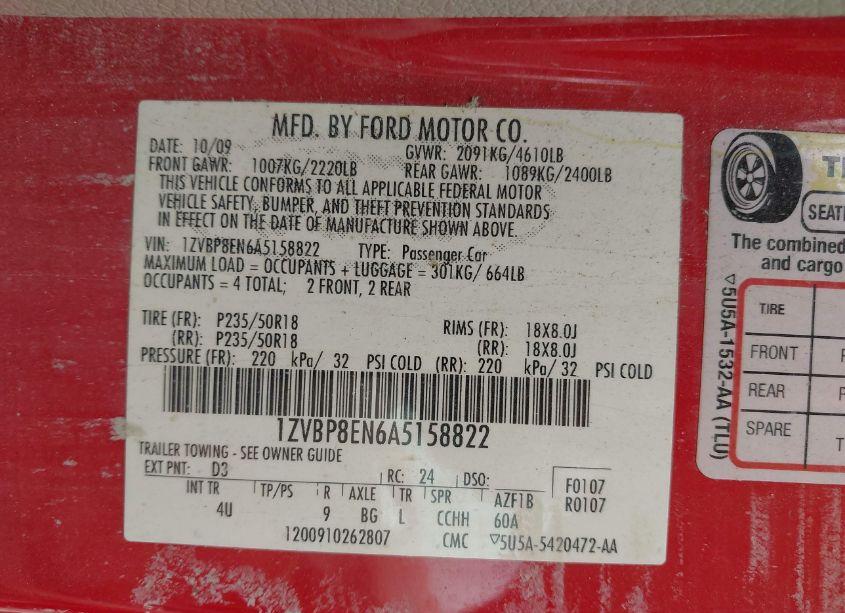 MFD. BY FORD MOTOR CO.
DATE: 10/09 GVWR: 2091KG/4610LB
FRONT GAWR: 1007KG/2220LB REAR GAWR: 1089KG/2400LB
THIS VEHICLE CONFORMS TO ALL APPLICABLE FEDERAL MOTOR
VEHICLE SAFETY, BUMPER, AND THEFT PREVENTION STANDARDS
IN EFFECT ON THE DATE OF MANUFACTURE SHOWN ABOVE.
VIN: 1ZVBP8EN6A5158822 TYPE: Passenger Car
MAXIMUM LOAD = OCCUPANTS + LUGGAGE = 301KG/ 664LB
OCCUPANTS = 4 TOTAL; 2 FRONT, 2 REAR
TIRE (FR): P235/50R18 RIMS (FR): 18X8.0J
(RR): P235/50R18 (RR): 18X8.0J
PRESSURE (FR): 220 kPa/ 32 PSI COLD (RR): 220 kPa/ 32 PSI COLD
1ZVBP8EN6A5158822
TRAILER TOWING - SEE OWNER GUIDE
EXT PNT: D3 RC: 24 DSO: F0107
INT TR TP/PS R AXLE TR SPR AZF1B R0107
4U 9 BG L CCHH 60A
1200910262807 CMC ▽5U5A-5420472-AA
SEATI
The combined
and cargo
TIRE
FRONT
REAR
SPARE T
▽5U5A-1532-AA (TLU)